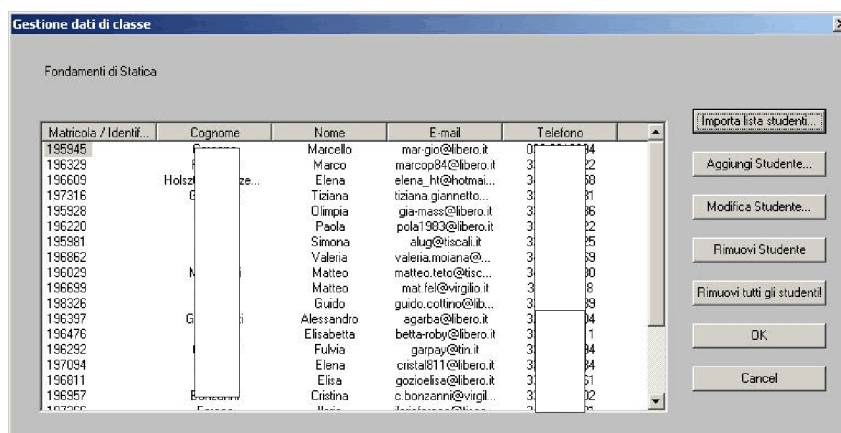 Gestione dati di classe
Fondamenti di Statica
Matricola / Identif... Cognome Nome E-mail Telefono
195945 Marcello mar-gio@libero.it
196329 Marco marcop84@libero.it
196609 Elena elena_ht@hotmai...
197316 Tiziana tiziana.giannetto...
195928 Olimpia gia-mass@libero.it
196220 Paola pola1983@libero.it
195981 Simona alug@tiscali.it
196862 Valeria valeria.moiana@...
196029 Matteo matteo.teto@tisc...
196699 Matteo mat.fel@virgilio.it
198326 Guido guido.cottino@lib...
196397 Alessandro agarba@libero.it
196476 Elisabetta betta-roby@libero.it
196292 Fulvia garpay@tin.it
197094 Elena cristal811@libero.it
196811 Elisa gozioelisa@libero.it
196957 Cristina c.bonzanni@virgil...
Importa lista studenti...
Aggiungi Studente...
Modifica Studente...
Rimuovi Studente
Rimuovi tutti gli studenti!
OK
Cancel